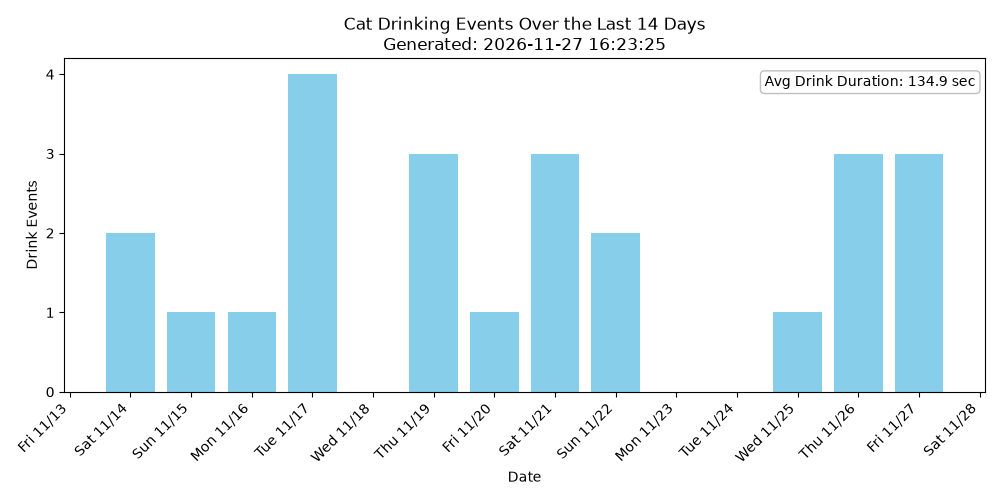 Cat Drinking Events Over the Last 14 Days
Generated: 2026-11-27 16:23:25
Avg Drink Duration: 134.9 sec
Drink Events
4
3
2
1
0
Fri 11/13
Sat 11/14
Sun 11/15
Mon 11/16
Tue 11/17
Wed 11/18
Thu 11/19
Fri 11/20
Sat 11/21
Sun 11/22
Mon 11/23
Tue 11/24
Wed 11/25
Thu 11/26
Fri 11/27
Sat 11/28
Date